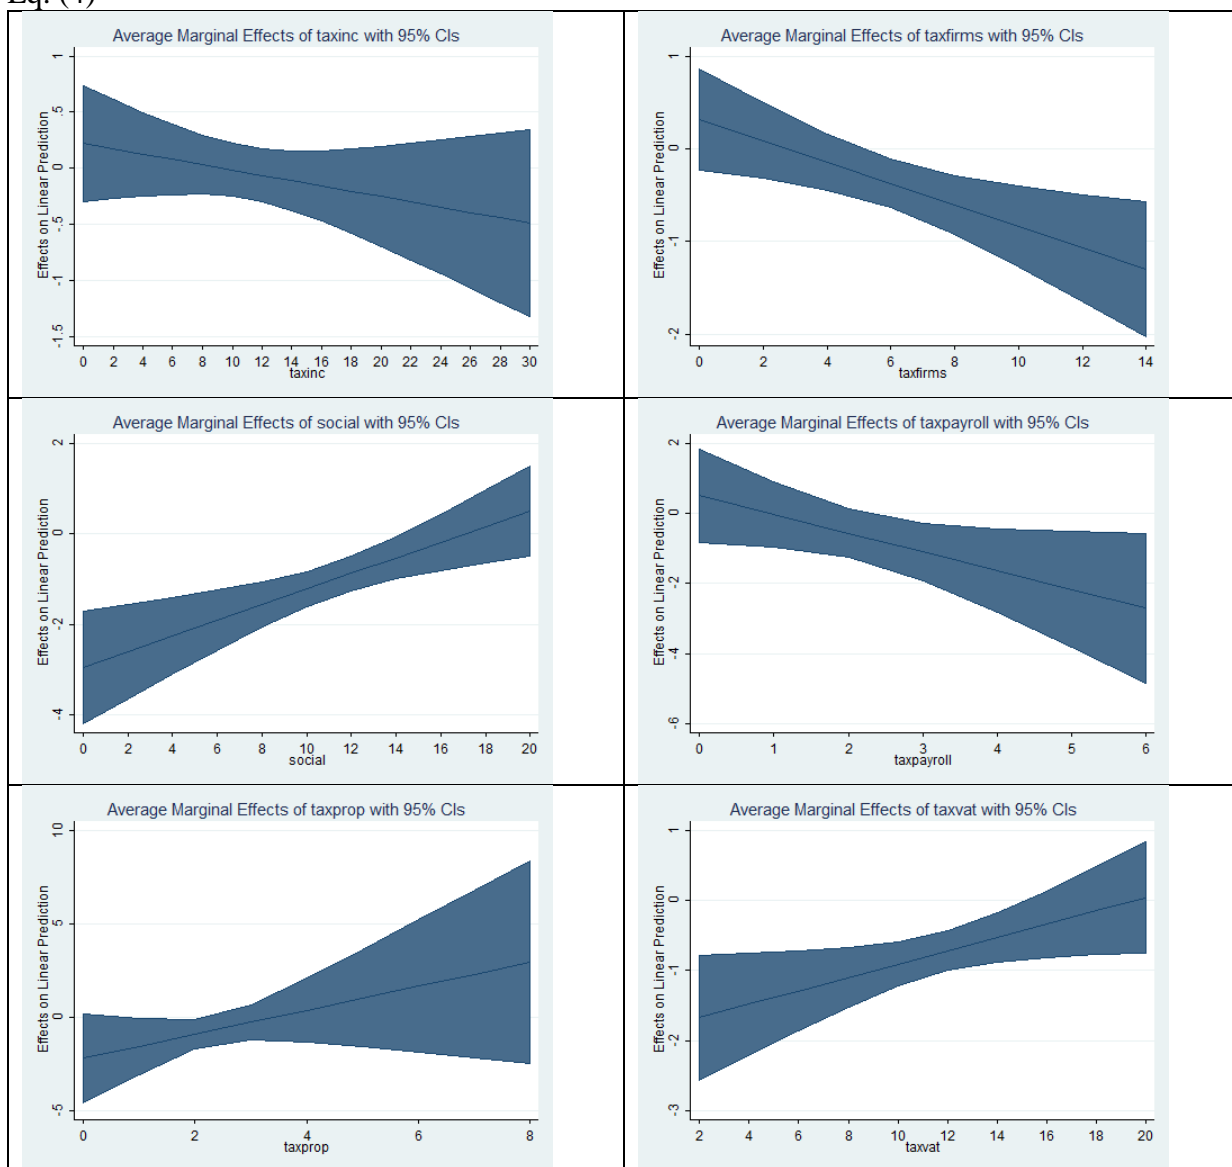 Eq. (4)
Average Marginal Effects of taxinc with 95% CIs
Effects on Linear Prediction
1
.5
0
-.5
-1
-1.5
0 2 4 6 8 10 12 14 16 18 20 22 24 26 28 30
taxinc
Average Marginal Effects of taxfirms with 95% CIs
Effects on Linear Prediction
1
0
-1
-2
0 2 4 6 8 10 12 14
taxfirms
Average Marginal Effects of social with 95% CIs
Effects on Linear Prediction
2
0
-2
-4
0 2 4 6 8 10 12 14 16 18 20
social
Average Marginal Effects of taxpayroll with 95% CIs
Effects on Linear Prediction
2
0
-2
-4
-6
0 1 2 3 4 5 6
taxpayroll
Average Marginal Effects of taxprop with 95% CIs
Effects on Linear Prediction
10
5
0
-5
0 2 4 6 8
taxprop
Average Marginal Effects of taxvat with 95% CIs
Effects on Linear Prediction
1
0
-1
-2
-3
2 4 6 8 10 12 14 16 18 20
taxvat